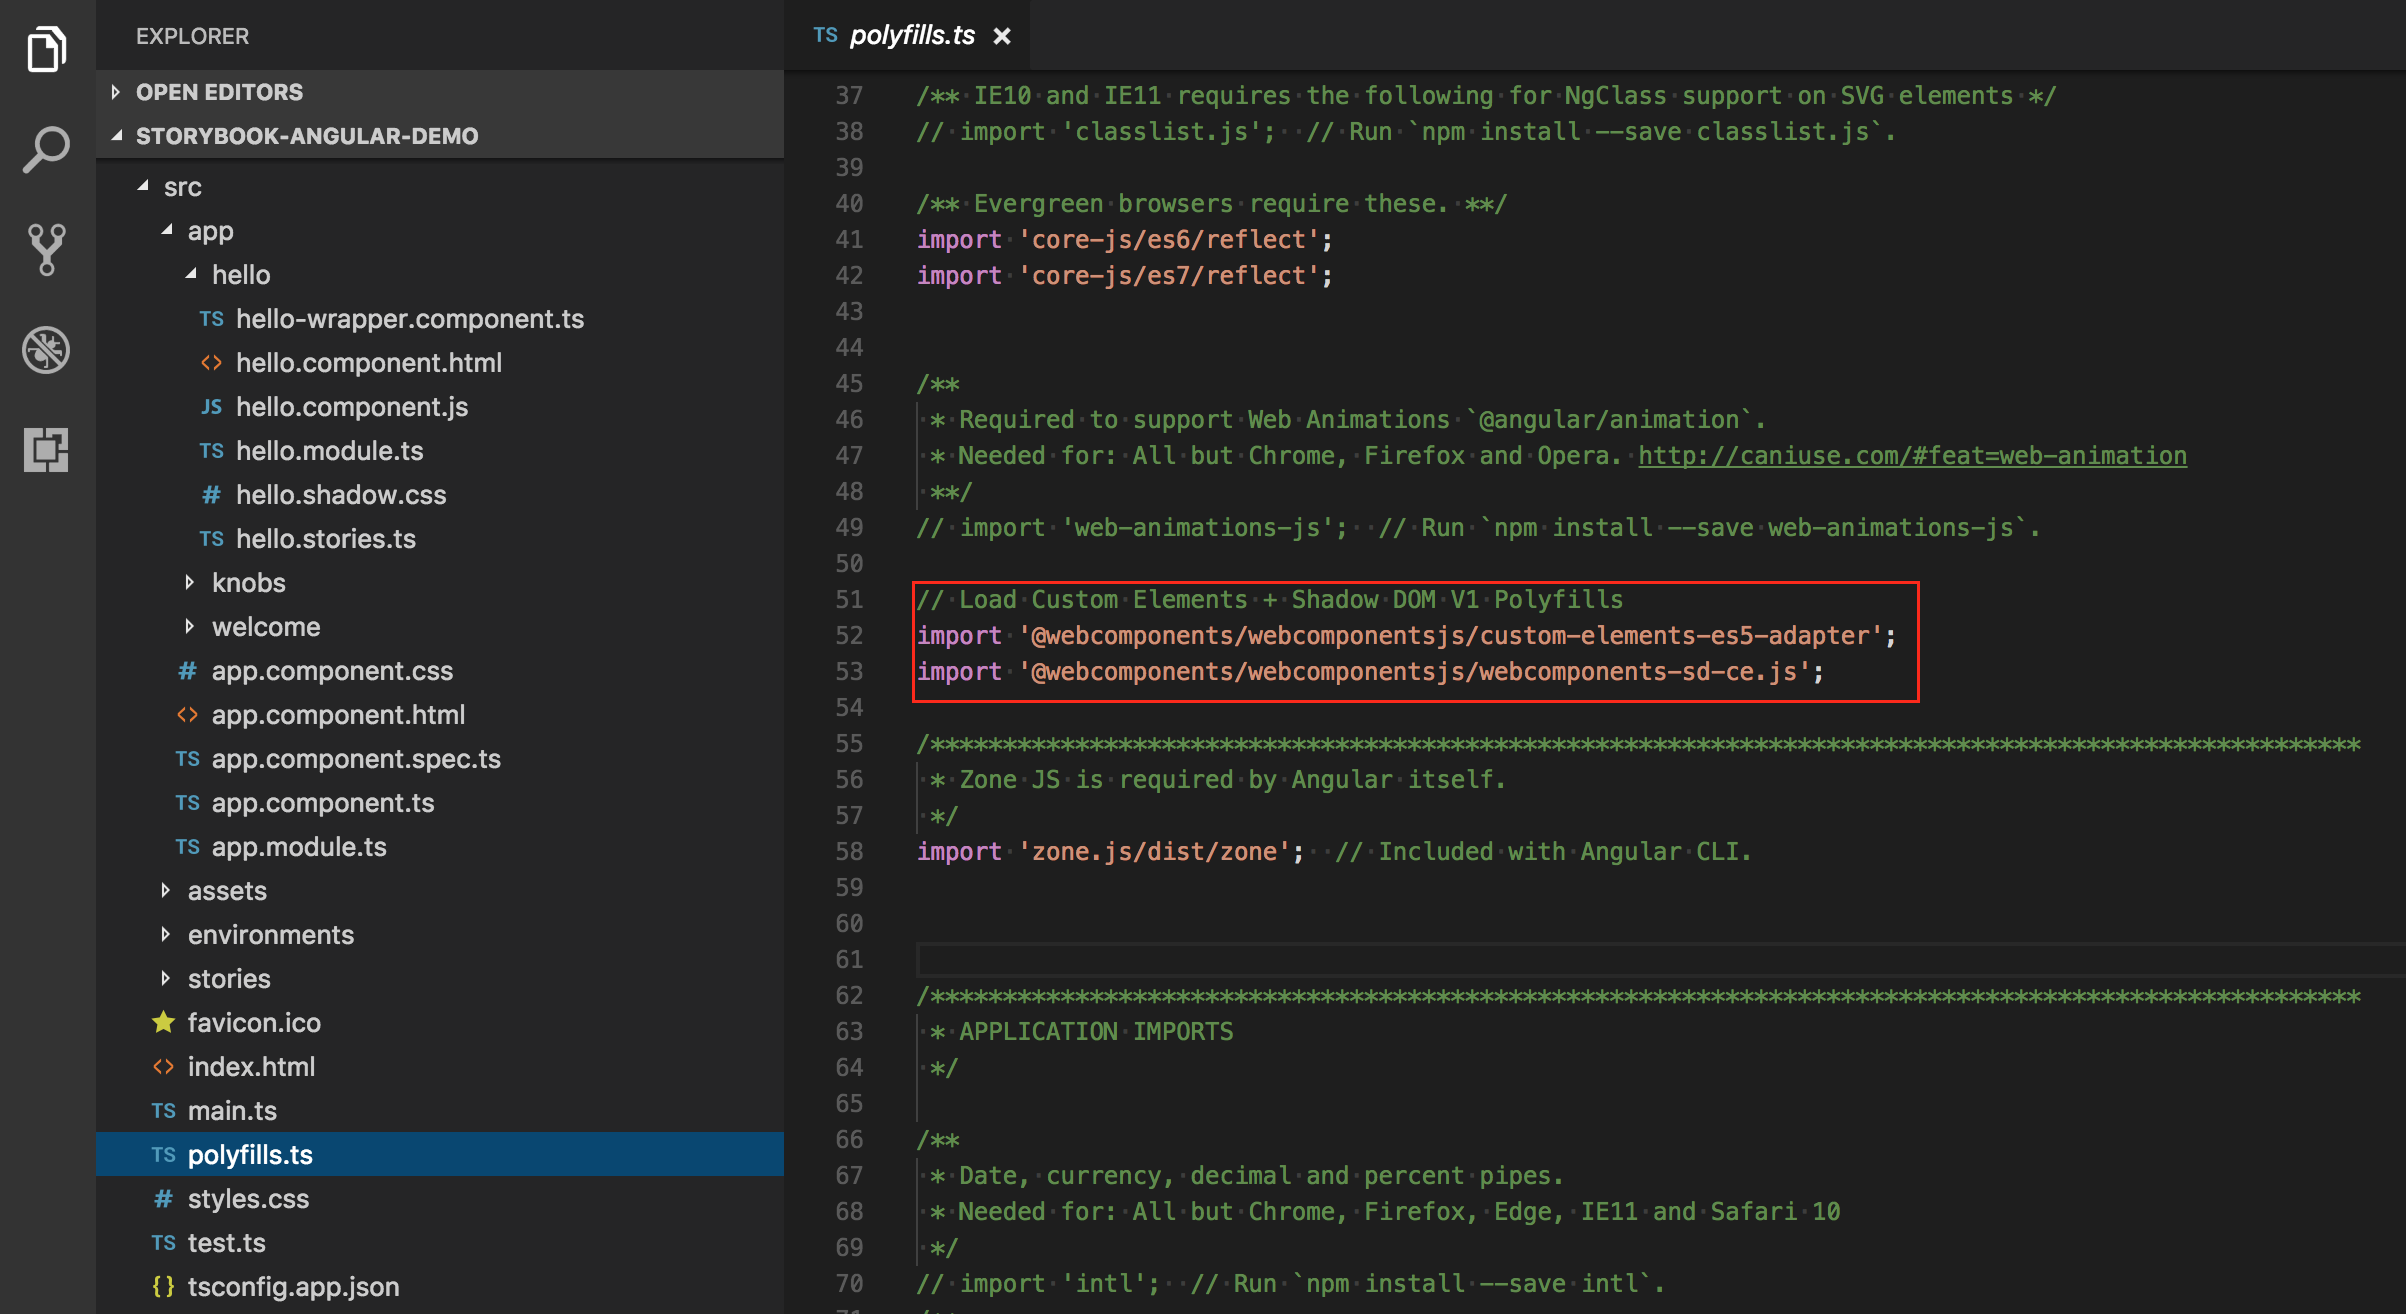 EXPLORER
OPEN EDITORS
STORYBOOK-ANGULAR-DEMO
src
app
hello
TS hello-wrapper.component.ts
<> hello.component.html
JS hello.component.js
TS hello.module.ts
# hello.shadow.css
TS hello.stories.ts
knobs
welcome
# app.component.css
<> app.component.html
TS app.component.spec.ts
TS app.component.ts
TS app.module.ts
assets
environments
stories
favicon.ico
<> index.html
TS main.ts
TS polyfills.ts
# styles.css
TS test.ts
{} tsconfig.app.json
TS polyfills.ts ×
37 /** IE10 and IE11 requires the following for NgClass support on SVG elements */
38 // import 'classlist.js';  // Run `npm install --save classlist.js`.
39
40 /** Evergreen browsers require these. **/
41 import 'core-js/es6/reflect';
42 import 'core-js/es7/reflect';
43
44
45 /**
46  * Required to support Web Animations `@angular/animation`.
47  * Needed for: All but Chrome, Firefox and Opera. http://caniuse.com/#feat=web-animation
48  **/
49 // import 'web-animations-js';  // Run `npm install --save web-animations-js`.
50
51 // Load Custom Elements + Shadow DOM V1 Polyfills
52 import '@webcomponents/webcomponentsjs/custom-elements-es5-adapter';
53 import '@webcomponents/webcomponentsjs/webcomponents-sd-ce.js';
54
55 /***************************************************************************************************
56  * Zone JS is required by Angular itself.
57  */
58 import 'zone.js/dist/zone';  // Included with Angular CLI.
59
60
61
62 /***************************************************************************************************
63  * APPLICATION IMPORTS
64  */
65
66 /**
67  * Date, currency, decimal and percent pipes.
68  * Needed for: All but Chrome, Firefox, Edge, IE11 and Safari 10
69  */
70 // import 'intl';  // Run `npm install --save intl`.